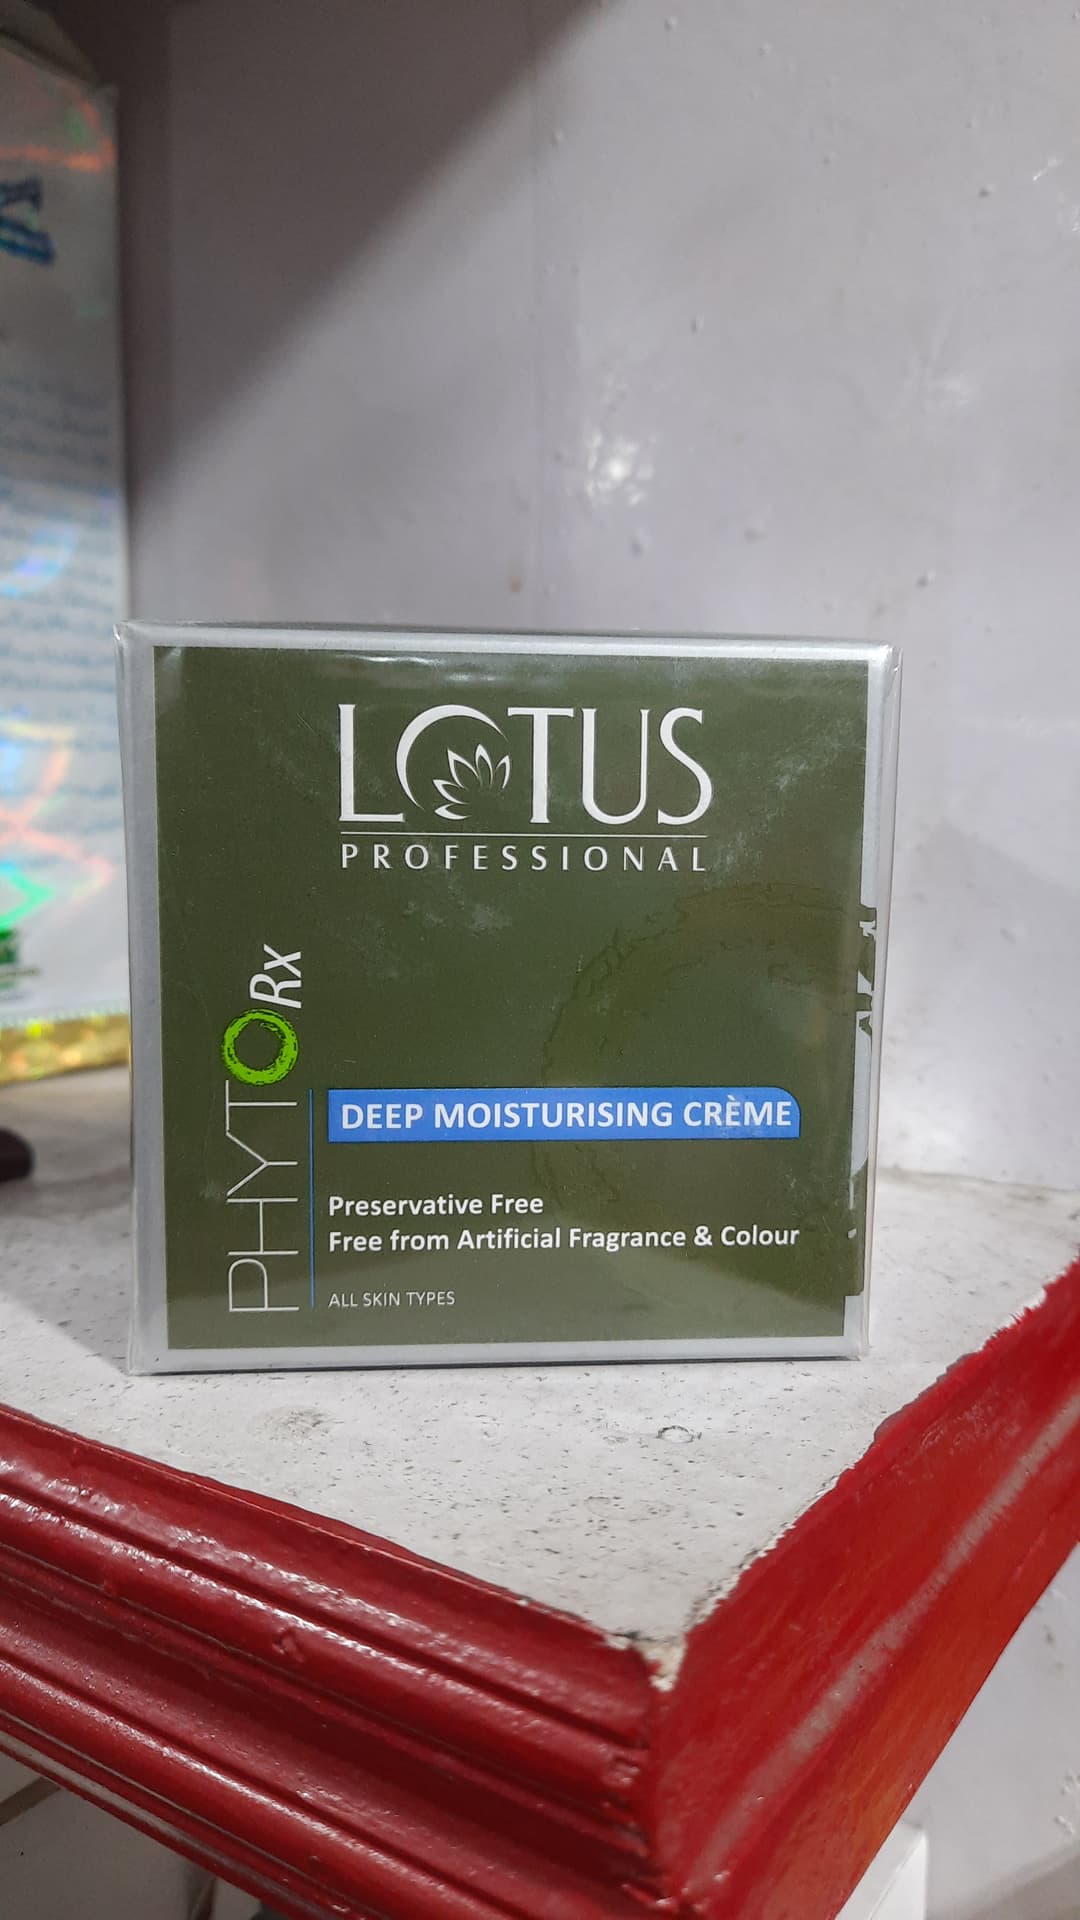 LOTUS
PROFESSIONAL
PHYTORx
DEEP MOISTURISING CRÈME
Preservative Free
Free from Artificial Fragrance & Colour
ALL SKIN TYPES